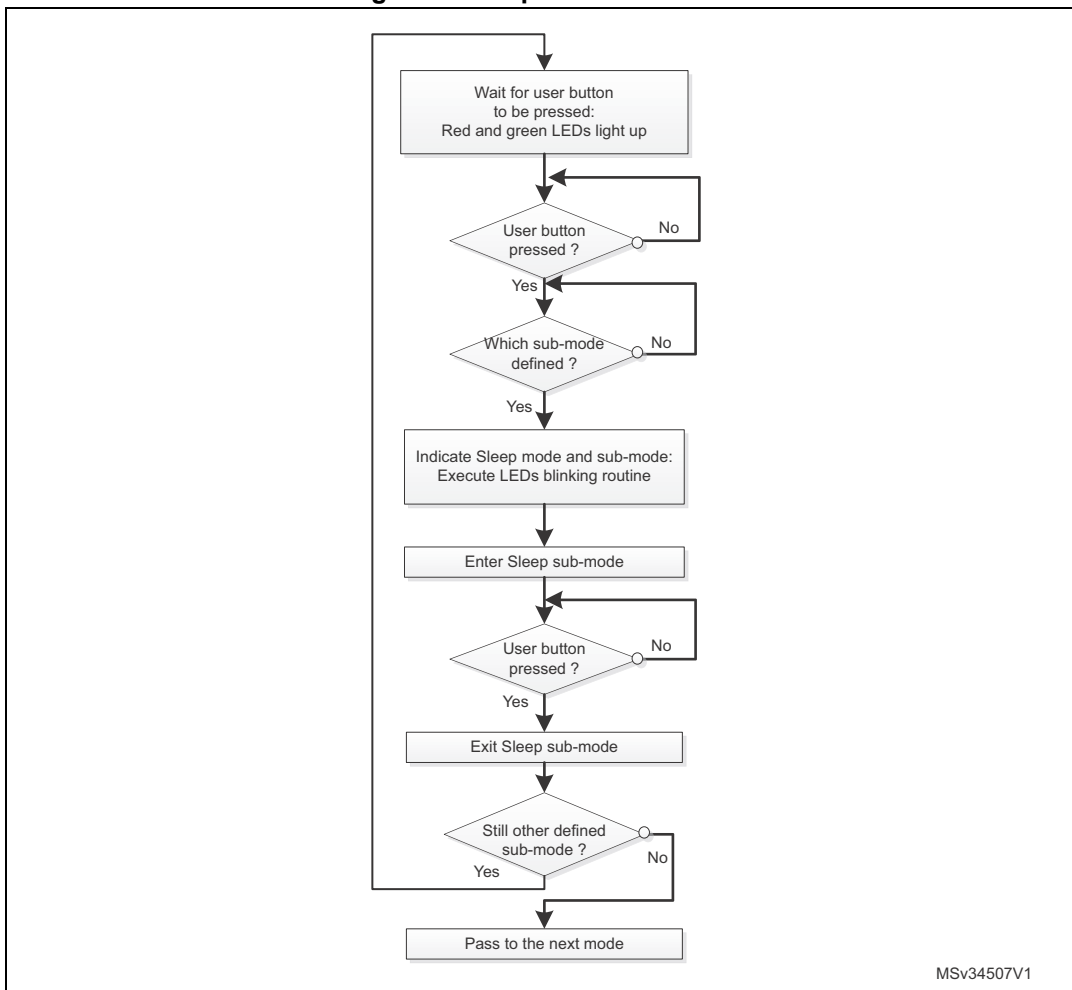 Wait for user button
to be pressed:
Red and green LEDs light up
User button
pressed ?
No
Yes
Which sub-mode
defined ?
No
Yes
Indicate Sleep mode and sub-mode:
Execute LEDs blinking routine
Enter Sleep sub-mode
User button
pressed ?
No
Yes
Exit Sleep sub-mode
Still other defined
sub-mode ?
No
Yes
Pass to the next mode
MSv34507V1